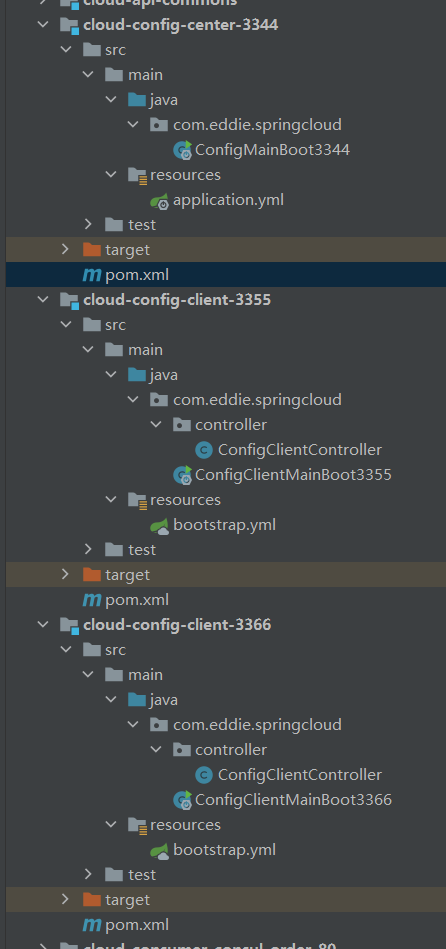 cloud-api-commons
cloud-config-center-3344
src
main
java
com.eddie.springcloud
ConfigMainBoot3344
resources
application.yml
test
target
pom.xml
cloud-config-client-3355
src
main
java
com.eddie.springcloud
controller
ConfigClientController
ConfigClientMainBoot3355
resources
bootstrap.yml
test
target
pom.xml
cloud-config-client-3366
src
main
java
com.eddie.springcloud
controller
ConfigClientController
ConfigClientMainBoot3366
resources
bootstrap.yml
test
target
pom.xml
cloud-consumer-consul-order-80